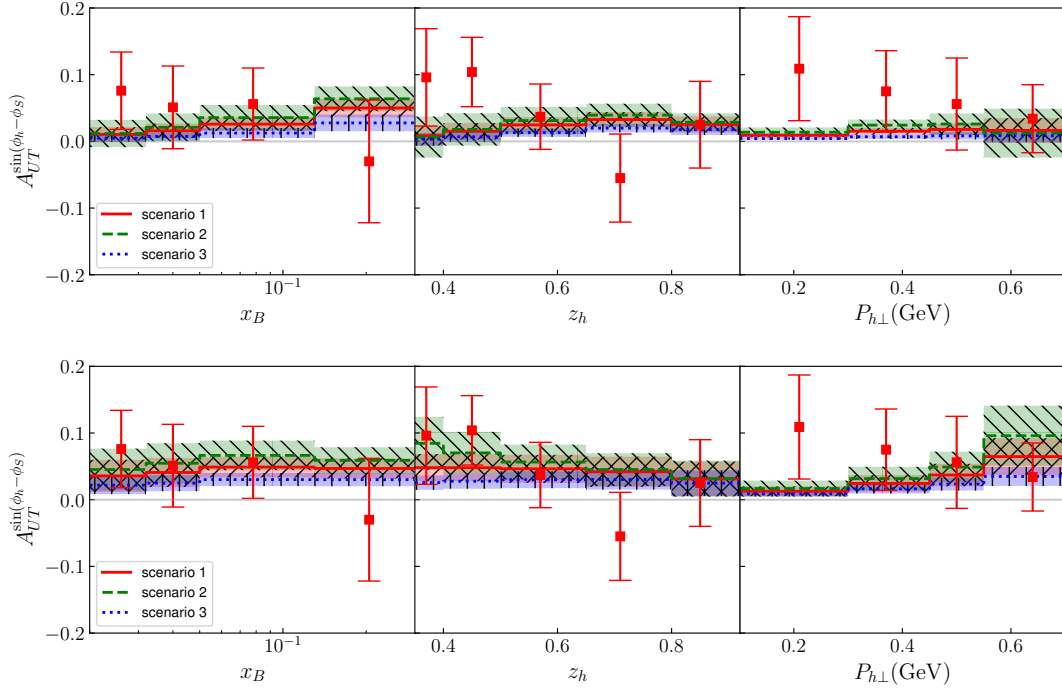 0.2
0.1
0.0
−0.1
−0.2
A_{UT}^{sin(ϕ_h−ϕ_S)}
scenario 1
scenario 2
scenario 3
10^{-1} 0.4 0.6 0.8 0.2 0.4 0.6
x_B z_h P_{h⊥}(GeV)
0.2
0.1
0.0
−0.1
−0.2
A_{UT}^{sin(ϕ_h−ϕ_S)}
scenario 1
scenario 2
scenario 3
10^{-1} 0.4 0.6 0.8 0.2 0.4 0.6
x_B z_h P_{h⊥}(GeV)